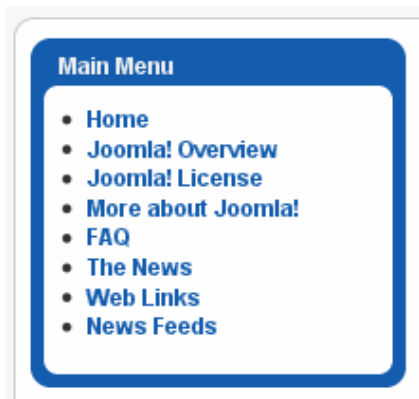 Main Menu
Home
Joomla! Overview
Joomla! License
More about Joomla!
FAQ
The News
Web Links
News Feeds